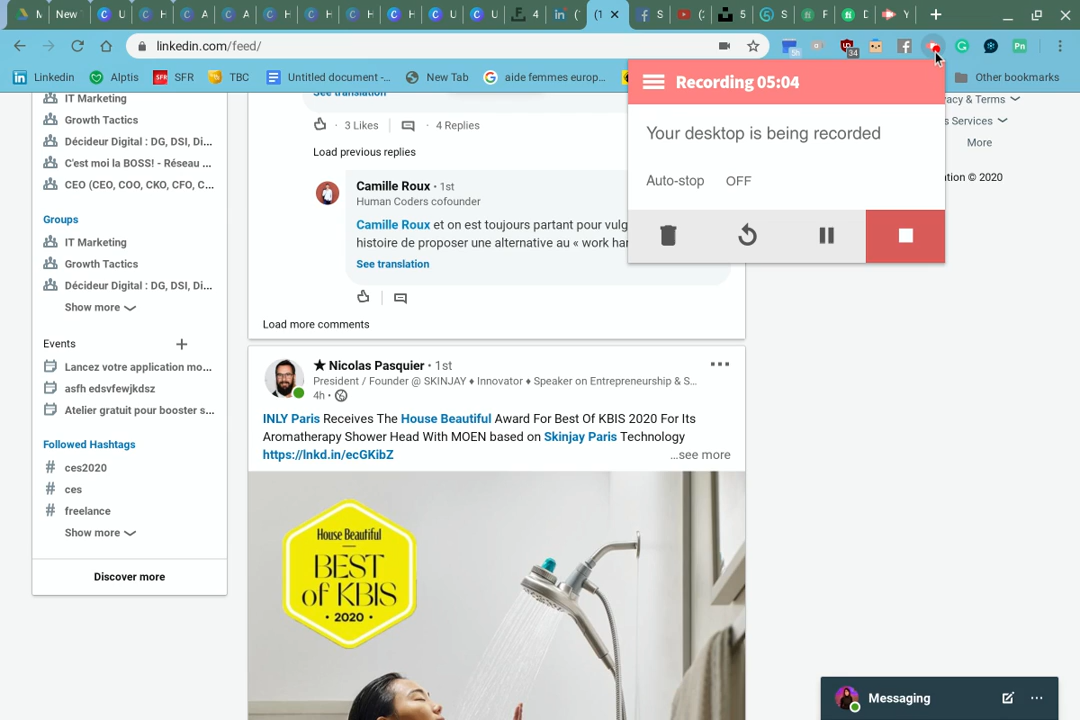 New
linkedin.com/feed/
Linkedin
Alptis
SFR
TBC
Untitled document -...
New Tab
aide femmes europ...
Other bookmarks
Recording 05:04
Your desktop is being recorded
Auto-stop OFF
IT Marketing
Growth Tactics
Décideur Digital : DG, DSI, Di...
C'est moi la BOSS! - Réseau ...
CEO (CEO, COO, CKO, CFO, C...
Groups
IT Marketing
Growth Tactics
Décideur Digital : DG, DSI, Di...
Show more
Events
Lancez votre application mo...
asfh edsvfewjkdsz
Atelier gratuit pour booster s...
Followed Hashtags
# ces2020
# ces
# freelance
Show more
Discover more
See translation
· 3 Likes · 4 Replies
Load previous replies
Camille Roux · 1st
Human Coders cofounder
Camille Roux et on est toujours partant pour vulg
histoire de proposer une alternative au « work har
See translation
Load more comments
★ Nicolas Pasquier · 1st
President / Founder @ SKINJAY ♦ Innovator ♦ Speaker on Entrepreneurship & S...
4h ·
INLY Paris Receives The House Beautiful Award For Best Of KBIS 2020 For Its
Aromatherapy Shower Head With MOEN based on Skinjay Paris Technology
https://lnkd.in/ecGKibZ
...see more
House Beautiful
BEST
of KBIS
• 2020 •
vacy & Terms
s Services
More
ation © 2020
Messaging